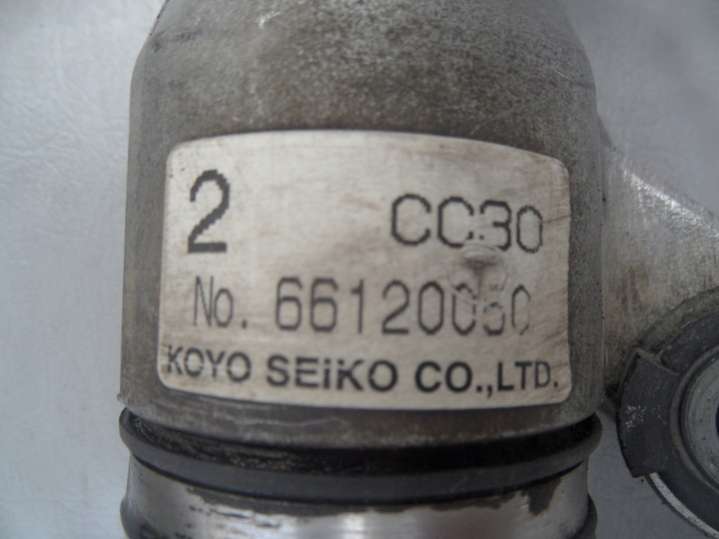 2 CC30
No. 66120050
KOYO SEiKO CO.,LTD.